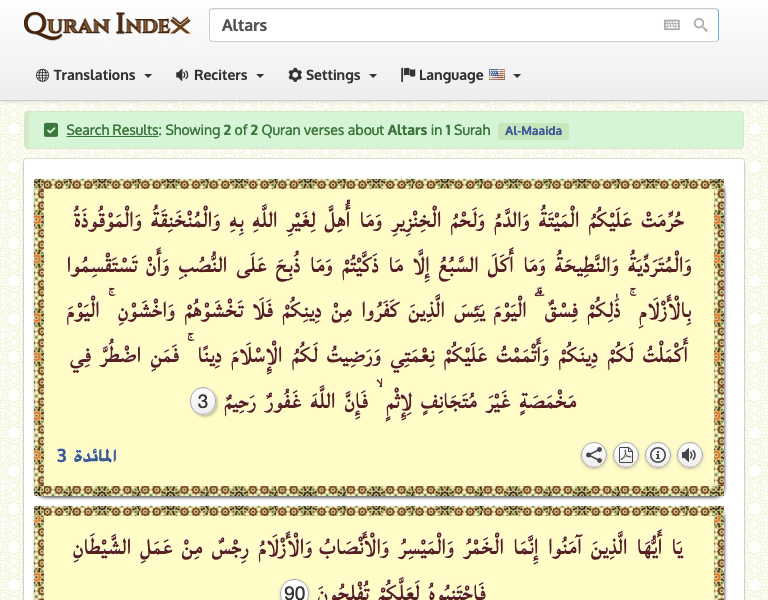 QURAN INDEX
Altars
Translations
Reciters
Settings
Language
Search Results: Showing 2 of 2 Quran verses about Altars in 1 Surah Al-Maaida
حُرِّمَتْ عَلَيْكُمُ الْمَيْتَةُ وَالدَّمُ وَلَحْمُ الْخِنْزِيرِ وَمَا أُهِلَّ لِغَيْرِ اللَّهِ بِهِ وَالْمُنْخَنِقَةُ وَالْمَوْقُوذَةُ
وَالْمُتَرَدِّيَةُ وَالنَّطِيحَةُ وَمَا أَكَلَ السَّبُعُ إِلَّا مَا ذَكَّيْتُمْ وَمَا ذُبِحَ عَلَى النُّصُبِ وَأَنْ تَسْتَقْسِمُوا
بِالْأَزْلَامِ ۚ ذَٰلِكُمْ فِسْقٌ ۗ الْيَوْمَ يَئِسَ الَّذِينَ كَفَرُوا مِنْ دِينِكُمْ فَلَا تَخْشَوْهُمْ وَاخْشَوْنِ ۚ الْيَوْمَ
أَكْمَلْتُ لَكُمْ دِينَكُمْ وَأَتْمَمْتُ عَلَيْكُمْ نِعْمَتِي وَرَضِيتُ لَكُمُ الْإِسْلَامَ دِينًا ۚ فَمَنِ اضْطُرَّ فِي
مَخْمَصَةٍ غَيْرَ مُتَجَانِفٍ لِإِثْمٍ ۙ فَإِنَّ اللَّهَ غَفُورٌ رَحِيمٌ 3
المائدة 3
يَا أَيُّهَا الَّذِينَ آمَنُوا إِنَّمَا الْخَمْرُ وَالْمَيْسِرُ وَالْأَنْصَابُ وَالْأَزْلَامُ رِجْسٌ مِنْ عَمَلِ الشَّيْطَانِ
فَاجْتَنِبُوهُ لَعَلَّكُمْ تُفْلِحُونَ 90